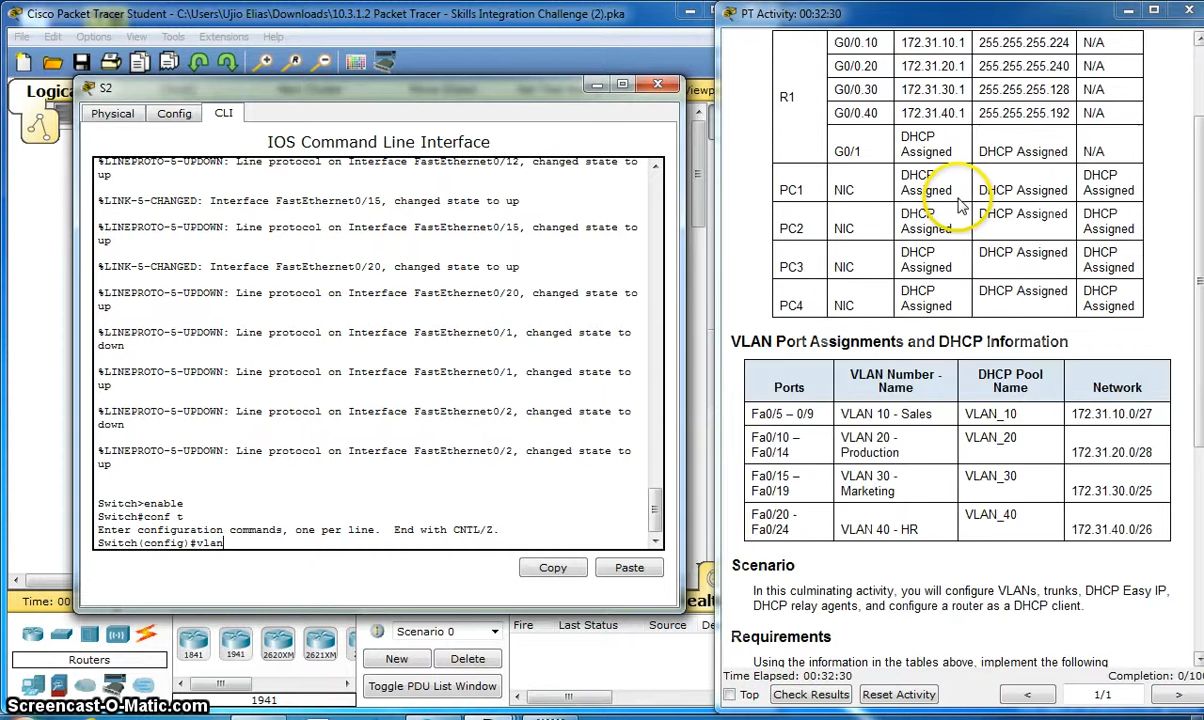 Cisco Packet Tracer Student - C:\Users\Ujio Elias\Downloads\10.3.1.2 Packet Tracer - Skills Integration Challenge (2).pka
File Edit Options View Tools Extensions Help
Logica
Viewpo
S2
Physical Config CLI
IOS Command Line Interface
%LINEPROTO-5-UPDOWN: Line protocol on Interface FastEthernet0/12, changed state to
up
%LINK-5-CHANGED: Interface FastEthernet0/15, changed state to up
%LINEPROTO-5-UPDOWN: Line protocol on Interface FastEthernet0/15, changed state to
up
%LINK-5-CHANGED: Interface FastEthernet0/20, changed state to up
%LINEPROTO-5-UPDOWN: Line protocol on Interface FastEthernet0/20, changed state to
up
%LINEPROTO-5-UPDOWN: Line protocol on Interface FastEthernet0/1, changed state to
down
%LINEPROTO-5-UPDOWN: Line protocol on Interface FastEthernet0/1, changed state to
up
%LINEPROTO-5-UPDOWN: Line protocol on Interface FastEthernet0/2, changed state to
down
%LINEPROTO-5-UPDOWN: Line protocol on Interface FastEthernet0/2, changed state to
up
Switch>enable
Switch#conf t
Enter configuration commands, one per line. End with CNTL/Z.
Switch(config)#vlan
Copy Paste
Time: 00
ealt
Routers
1841 1941 2620XM 2621XM
1941
Scenario 0
New Delete
Toggle PDU List Window
Fire Last Status Source
Screencast-O-Matic.com
PT Activity: 00:32:30
R1
G0/0.10 172.31.10.1 255.255.255.224 N/A
G0/0.20 172.31.20.1 255.255.255.240 N/A
G0/0.30 172.31.30.1 255.255.255.128 N/A
G0/0.40 172.31.40.1 255.255.255.192 N/A
G0/1 DHCP Assigned DHCP Assigned N/A
PC1 NIC DHCP Assigned DHCP Assigned DHCP Assigned
PC2 NIC DHCP Assigned DHCP Assigned DHCP Assigned
PC3 NIC DHCP Assigned DHCP Assigned DHCP Assigned
PC4 NIC DHCP Assigned DHCP Assigned DHCP Assigned
VLAN Port Assignments and DHCP Information
Ports VLAN Number - Name DHCP Pool Name Network
Fa0/5 – 0/9 VLAN 10 - Sales VLAN_10 172.31.10.0/27
Fa0/10 – Fa0/14 VLAN 20 - Production VLAN_20 172.31.20.0/28
Fa0/15 – Fa0/19 VLAN 30 - Marketing VLAN_30 172.31.30.0/25
Fa0/20 - Fa0/24 VLAN 40 - HR VLAN_40 172.31.40.0/26
Scenario
In this culminating activity, you will configure VLANs, trunks, DHCP Easy IP,
DHCP relay agents, and configure a router as a DHCP client.
Requirements
Using the information in the tables above, implement the following
Time Elapsed: 00:32:30 Completion: 0/100
Top Check Results Reset Activity < 1/1 >